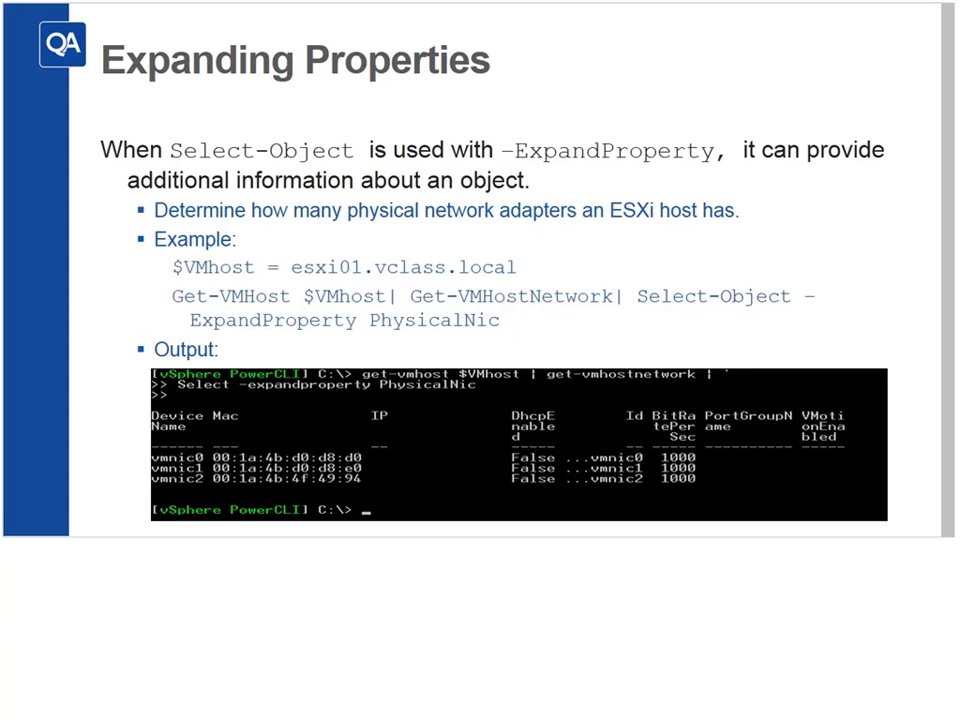 QA
Expanding Properties
When Select-Object is used with –ExpandProperty, it can provide
additional information about an object.
▪ Determine how many physical network adapters an ESXi host has.
▪ Example:
$VMhost = esxi01.vclass.local
Get-VMHost $VMhost| Get-VMHostNetwork| Select-Object –
ExpandProperty PhysicalNic
▪ Output:
[vSphere PowerCLI] C:\> get-vmhost $VMhost | get-vmhostnetwork | `
>> Select -expandproperty PhysicalNic
>>
Device Mac IP DhcpE Id BitRa PortGroupN VMoti
Name nable tePer ame onEna
d Sec bled
------ --- -- ----- -- ----- ---------- -----
vmnic0 00:1a:4b:d0:d8:d0 False ...vmnic0 1000
vmnic1 00:1a:4b:d0:d8:e0 False ...vmnic1 1000
vmnic2 00:1a:4b:4f:49:94 False ...vmnic2 1000
[vSphere PowerCLI] C:\> _